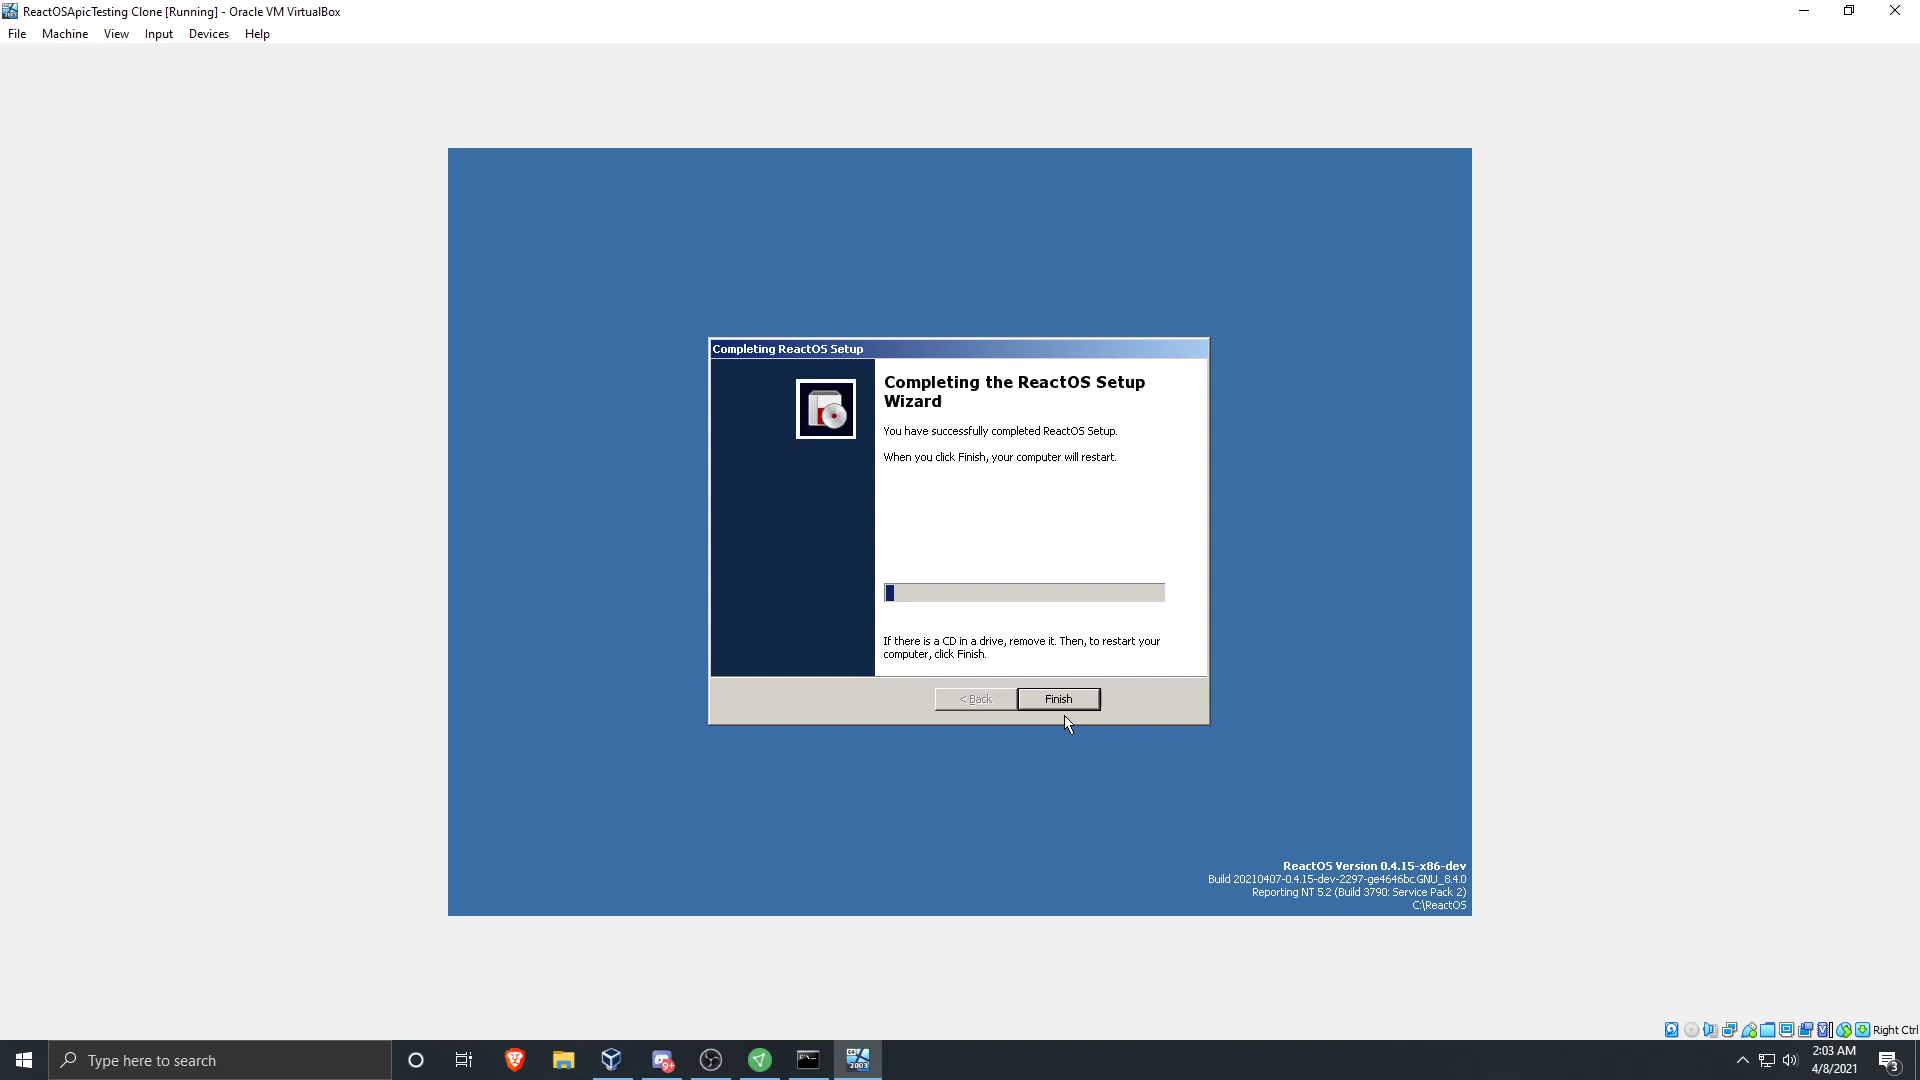 ReactOSApicTesting Clone [Running] - Oracle VM VirtualBox
File Machine View Input Devices Help
Completing ReactOS Setup
Completing the ReactOS Setup
Wizard
You have successfully completed ReactOS Setup.
When you click Finish, your computer will restart.
If there is a CD in a drive, remove it. Then, to restart your
computer, click Finish.
< Back
Finish
ReactOS Version 0.4.15-x86-dev
Build 20210407-0.4.15-dev-2297-ge4646bc.GNU_8.4.0
Reporting NT 5.2 (Build 3790: Service Pack 2)
C:\ReactOS
Right Ctrl
Type here to search
9+
2003
2:03 AM
4/8/2021
3